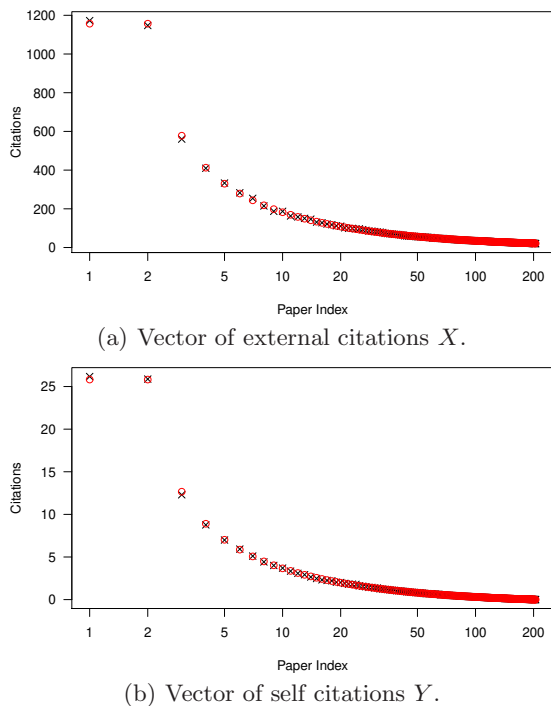 1200
1000
800
600
400
200
0
Citations
1 2 5 10 20 50 100 200
Paper Index
(a) Vector of external citations X.
25
20
15
10
5
0
Citations
1 2 5 10 20 50 100 200
Paper Index
(b) Vector of self citations Y.